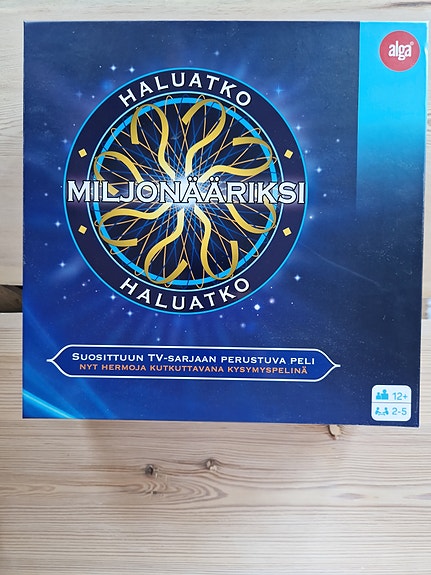 alga
HALUATKO
MILJONÄÄRIKSI
HALUATKO
SUOSITTUUN TV-SARJAAN PERUSTUVA PELI
NYT HERMOJA KUTKUTTAVANA KYSYMYSPELINÄ
12+
2-5